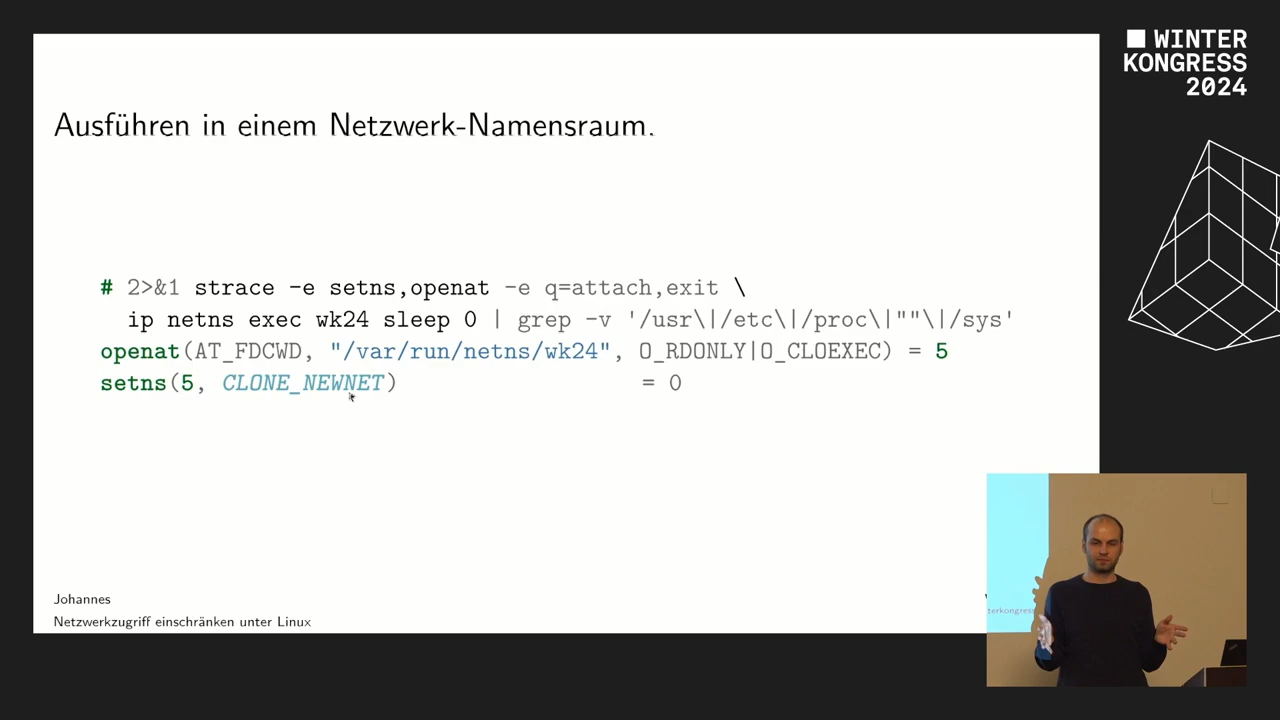 WINTER
KONGRESS
2024
Ausführen in einem Netzwerk-Namensraum.
# 2>&1 strace -e setns,openat -e q=attach,exit \
ip netns exec wk24 sleep 0 | grep -v '/usr\|/etc\|/proc\|""\|/sys'
openat(AT_FDCWD, "/var/run/netns/wk24", O_RDONLY|O_CLOEXEC) = 5
setns(5, CLONE_NEWNET) = 0
Johannes
Netzwerkzugriff einschränken unter Linux